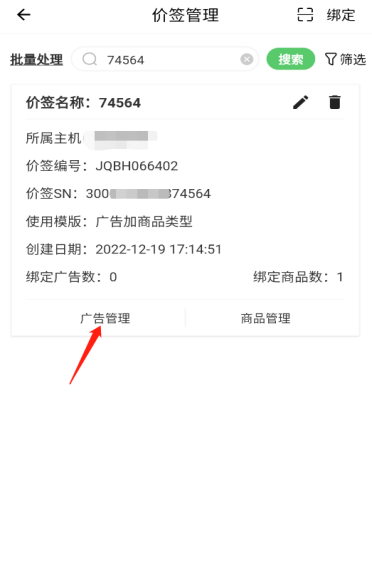 价签管理 绑定
批量处理 74564 搜索 筛选
价签名称：74564
所属主机
价签编号：JQBH066402
价签SN：300 74564
使用模版：广告加商品类型
创建日期：2022-12-19 17:14:51
绑定广告数：0 绑定商品数：1
广告管理 商品管理